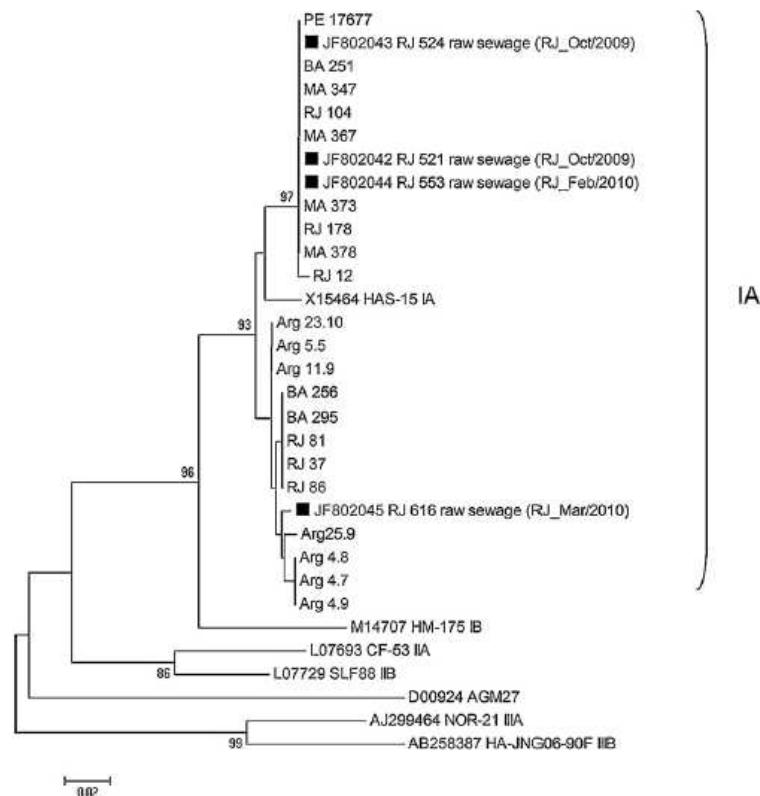 PE 17677
JF802043 RJ 524 raw sewage (RJ_Oct/2009)
BA 251
MA 347
RJ 104
MA 367
JF802042 RJ 521 raw sewage (RJ_Oct/2009)
JF802044 RJ 553 raw sewage (RJ_Feb/2010)
97
MA 373
RJ 178
MA 378
RJ 12
X15464 HAS-15 IA
IA
Arg 23.10
93
Arg 5.5
Arg 11.9
BA 256
BA 295
RJ 81
RJ 37
96
RJ 86
JF802045 RJ 616 raw sewage (RJ_Mar/2010)
Arg25.9
Arg 4.8
Arg 4.7
Arg 4.9
M14707 HM-175 IB
L07693 CF-53 IIA
86
L07729 SLF88 IIB
D00924 AGM27
AJ299464 NOR-21 IIIA
99
AB258387 HA-JNG06-90F IIIB
0.02